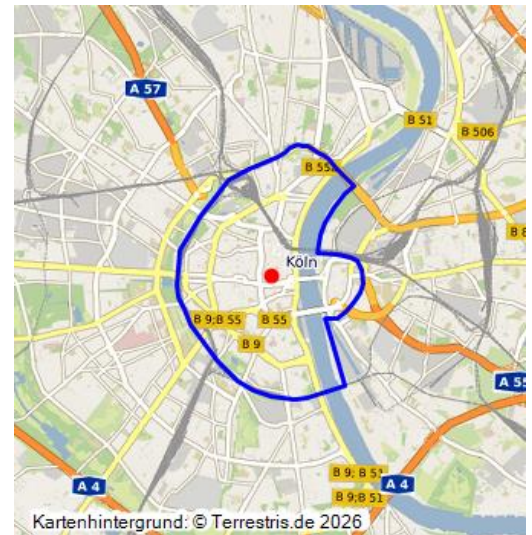 A 57
B 51
B 506
B 55a
B 8
Köln
B 9;B 55
B 55
B 9
A 55
B 9; B 51
A 4
A 4
B 9;B 51
Kartenhintergrund: © Terrestris.de 2026